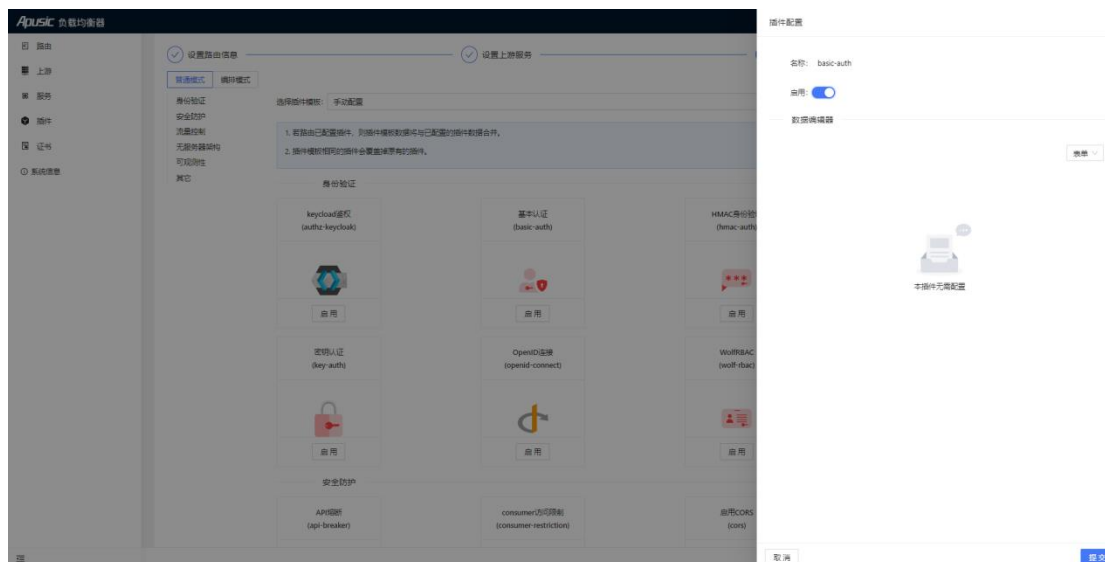 Apusic 负载均衡器
路由
上游
服务
插件
证书
系统信息
设置路由信息
设置上游服务
普通模式
编排模式
身份验证
安全防护
流量控制
无服务器架构
可观测性
其它
选择插件模板: 手动配置
1. 若路由已配置插件，则插件模板数据将与已配置的插件数据合并。
2. 插件模板相同的插件会覆盖掉原有的插件。
身份验证
keycload鉴权
(authz-keycloak)
基本认证
(basic-auth)
HMAC身份验
(hmac-auth)
启用
启用
启用
密钥认证
(key-auth)
OpenID连接
(openid-connect)
WolfRBAC
(wolf-rbac)
启用
启用
启用
安全防护
API熔断
(api-breaker)
consumer访问限制
(consumer-restriction)
启用CORS
(cors)
插件配置
名称: basic-auth
启用:
数据编辑器
表单
本插件无需配置
取消
提交